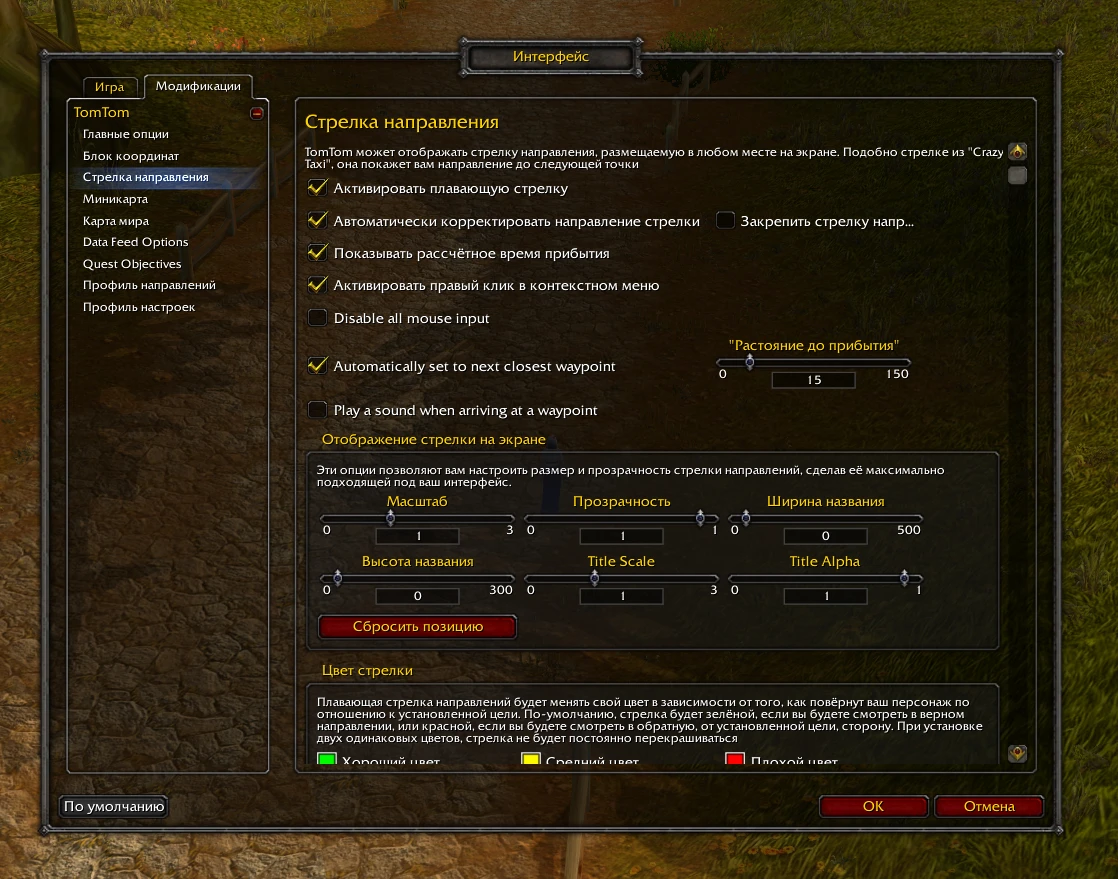 Интерфейс
Игра
Модификации
TomTom
Главные опции
Блок координат
Стрелка направления
Миникарта
Карта мира
Data Feed Options
Quest Objectives
Профиль направлений
Профиль настроек
Стрелка направления
TomTom может отображать стрелку направления, размещаемую в любом месте на экране. Подобно стрелке из "Crazy
Taxi", она покажет вам направление до следующей точки
Активировать плавающую стрелку
Автоматически корректировать направление стрелки
Закрепить стрелку напр...
Показывать рассчётное время прибытия
Активировать правый клик в контекстном меню
Disable all mouse input
Automatically set to next closest waypoint
"Растояние до прибытия"
0
15
150
Play a sound when arriving at a waypoint
Отображение стрелки на экране
Эти опции позволяют вам настроить размер и прозрачность стрелки направлений, сделав её максимально
подходящей под ваш интерфейс.
Масштаб
0
1
3
Прозрачность
0
1
1
Ширина названия
0
0
500
Высота названия
0
0
300
Title Scale
0
1
3
Title Alpha
0
1
1
Сбросить позицию
Цвет стрелки
Плавающая стрелка направлений будет менять свой цвет в зависимости от того, как повёрнут ваш персонаж по
отношению к установленной цели. По-умолчанию, стрелка будет зелёной, если вы будете смотреть в верном
направлении, или красной, если вы будете смотреть в обратную, от установленной цели, сторону. При установке
двух одинаковых цветов, стрелка не будет постоянно перекрашиваться
Хороший цвет
Средний цвет
Плохой цвет
По умолчанию
ОК
Отмена